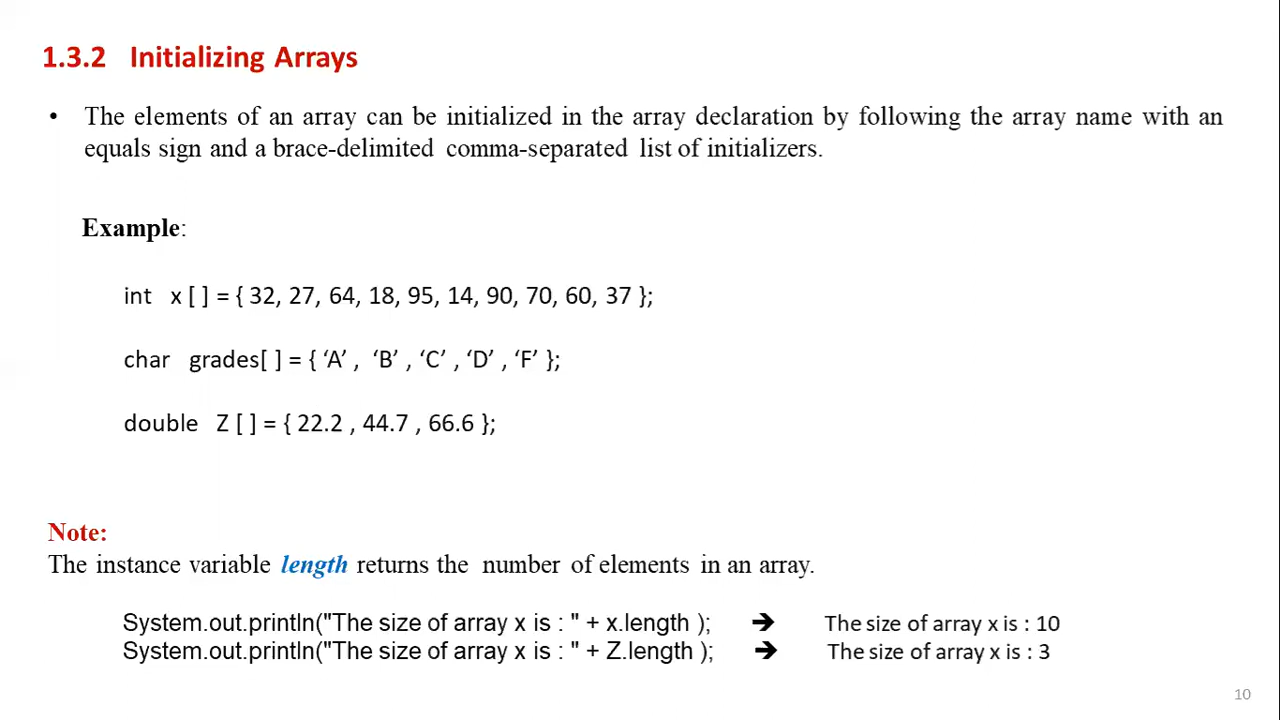 1.3.2 Initializing Arrays
• The elements of an array can be initialized in the array declaration by following the array name with an
equals sign and a brace-delimited comma-separated list of initializers.
Example:
int x [ ] = { 32, 27, 64, 18, 95, 14, 90, 70, 60, 37 };
char grades[ ] = { ‘A’ , ‘B’ , ‘C’ , ‘D’ , ‘F’ };
double Z [ ] = { 22.2 , 44.7 , 66.6 };
Note:
The instance variable length returns the number of elements in an array.
System.out.println("The size of array x is : " + x.length ); ➔ The size of array x is : 10
System.out.println("The size of array x is : " + Z.length ); ➔ The size of array x is : 3
10